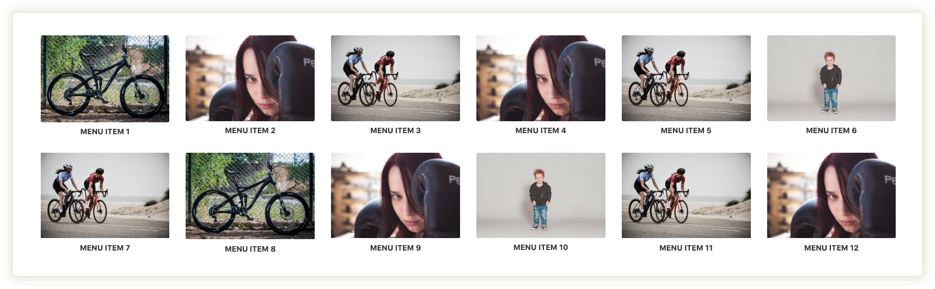 MENU ITEM 1
MENU ITEM 2
MENU ITEM 3
MENU ITEM 4
MENU ITEM 5
MENU ITEM 6
MENU ITEM 7
MENU ITEM 8
MENU ITEM 9
MENU ITEM 10
MENU ITEM 11
MENU ITEM 12